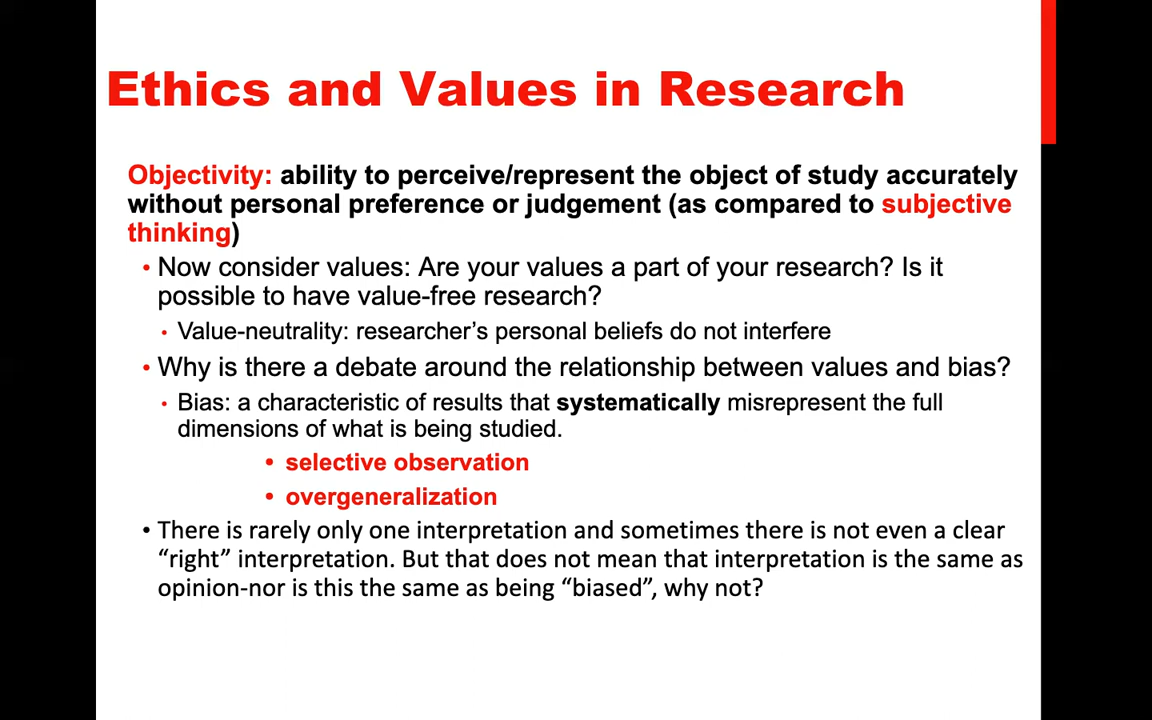 Ethics and Values in Research
Objectivity: ability to perceive/represent the object of study accurately
without personal preference or judgement (as compared to subjective
thinking)
• Now consider values: Are your values a part of your research? Is it
possible to have value-free research?
• Value-neutrality: researcher's personal beliefs do not interfere
• Why is there a debate around the relationship between values and bias?
• Bias: a characteristic of results that systematically misrepresent the full
dimensions of what is being studied.
• selective observation
• overgeneralization
• There is rarely only one interpretation and sometimes there is not even a clear
“right” interpretation. But that does not mean that interpretation is the same as
opinion-nor is this the same as being “biased”, why not?